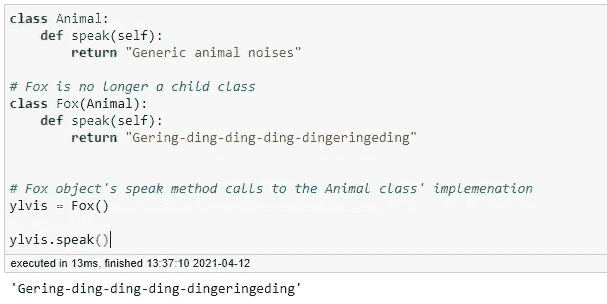 class Animal:
    def speak(self):
        return "Generic animal noises"
# Fox is no longer a child class
class Fox(Animal):
    def speak(self):
        return "Gering-ding-ding-ding-dingeringeding"
# Fox object's speak method calls to the Animal class' implemenation
ylvis = Fox()
ylvis.speak()
executed in 13ms, finished 13:37:10 2021-04-12
'Gering-ding-ding-ding-dingeringeding'